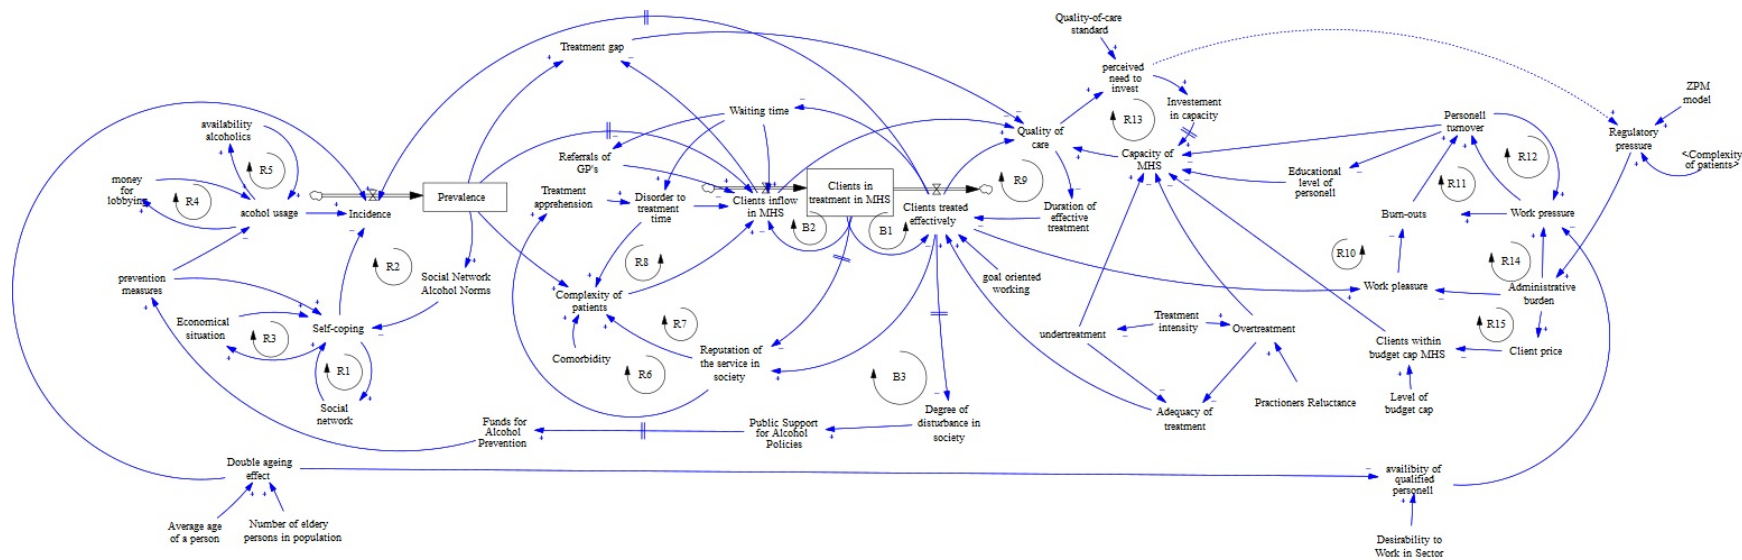 Quality-of-care
standard
Treatment gap
perceived
need to
invest
ZPM
model
Investement
in capacity
Waiting time
Personell
turnover
availability
alcoholics
R13
Quality of
care
Regulatory
pressure
R5
Referrals of
GP's
Capacity of
MHS
R12
<Complexity
of patients>
money
for
lobbying
R4
Treatment
apprehension
R9
Educational
level of
personell
R11
Prevalence
Clients in
treatment in MHS
Disorder to
treatment
time
Clients inflow
in MHS
acohol usage
Incidence
Clients treated
effectively
Duration of
effective
treatment
Burn-outs
Work pressure
B2
B1
R10
R14
R2
R8
Social Network
Alcohol Norms
prevention
measures
goal oriented
working
Work pleasure
Administrative
burden
Complexity of
patients
Economical
situation
Self-coping
R7
Treatment
intensity
undertreatment
Overtreatment
R15
R3
Clients within
budget cap MHS
Client price
Comorbidity
Reputation of
the service in
society
R1
R6
B3
Social
network
Practioners Reluctance
Level of
budget cap
Adequacy of
treatment
Degree of
disturbance in
society
Funds for
Alcohol
Prevention
Public Support
for Alcohol
Policies
Double ageing
effect
availibity of
qualified
personell
Average age
of a person
Number of eldery
persons in population
Desirability to
Work in Sector